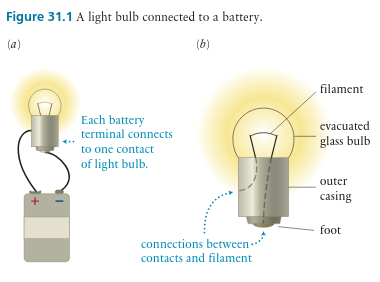 Figure 31.1 A light bulb connected to a battery.
(a)
Each battery
terminal connects
to one contact
of light bulb.
+ −
(b)
filament
evacuated
glass bulb
outer
casing
foot
connections between
contacts and filament